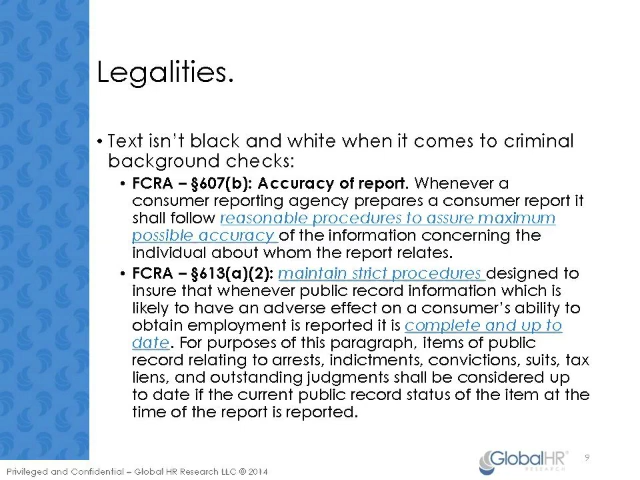 Legalities.
• Text isn't black and white when it comes to criminal
background checks:
• FCRA – §607(b): Accuracy of report. Whenever a
consumer reporting agency prepares a consumer report it
shall follow reasonable procedures to assure maximum
possible accuracy of the information concerning the
individual about whom the report relates.
• FCRA – §613(a)(2): maintain strict procedures designed to
insure that whenever public record information which is
likely to have an adverse effect on a consumer's ability to
obtain employment is reported it is complete and up to
date. For purposes of this paragraph, items of public
record relating to arrests, indictments, convictions, suits, tax
liens, and outstanding judgments shall be considered up
to date if the current public record status of the item at the
time of the report is reported.
GlobalHR®
RESEARCH
9
Privileged and Confidential – Global HR Research LLC © 2014